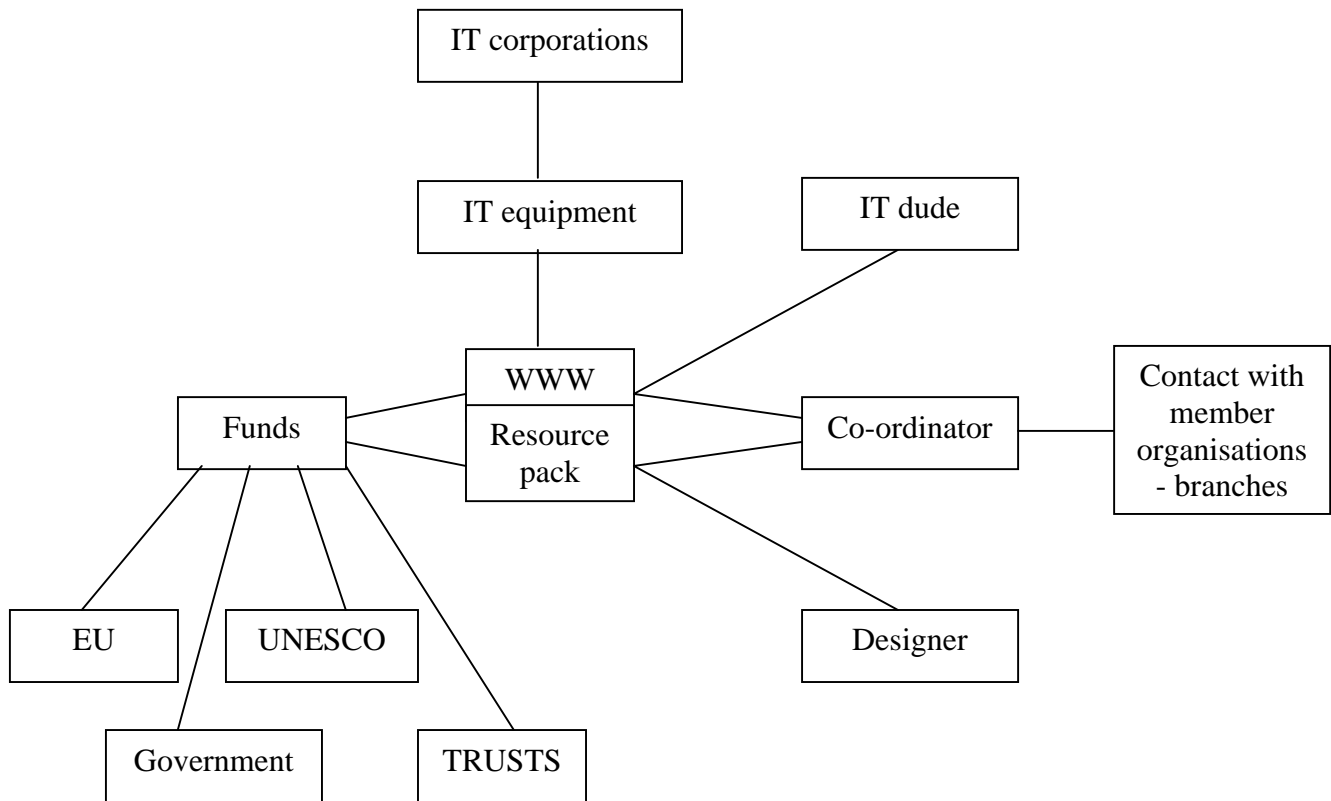 IT corporations
IT equipment
IT dude
WWW
Resource
pack
Funds
Co-ordinator
Contact with
member
organisations
- branches
EU
UNESCO
Designer
Government
TRUSTS